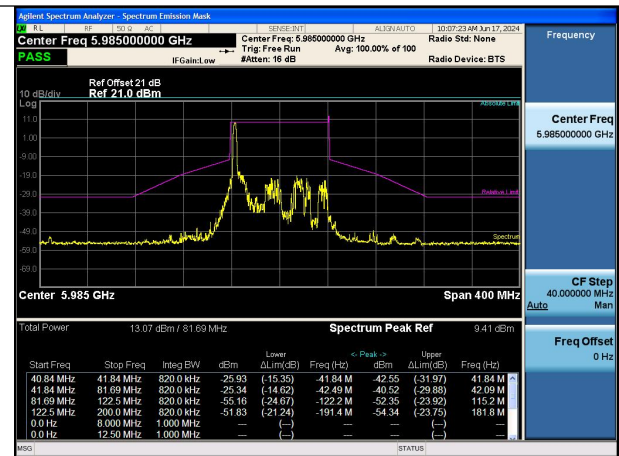 Agilent Spectrum Analyzer - Spectrum Emission Mask
RL RF 50 Ω AC SENSE:INT ALIGN AUTO 10:07:23 AM Jun 17, 2024
Center Freq 5.985000000 GHz Center Freq: 5.985000000 GHz Radio Std: None
Trig: Free Run Avg: 100.00% of 100
PASS IFGain:Low #Atten: 16 dB Radio Device: BTS
Ref Offset 21 dB
10 dB/div Ref 21.0 dBm
Log
Absolute Limit
11.0
1.00
-9.00
-19.0
-29.0
Relative Limit
-39.0
-49.0
Spectrum
-59.0
-69.0
Center 5.985 GHz Span 400 MHz
Total Power 13.07 dBm / 81.69 MHz Spectrum Peak Ref 9.41 dBm
Lower <- Peak -> Upper
Start Freq Stop Freq Integ BW dBm ΔLim(dB) Freq (Hz) dBm ΔLim(dB) Freq (Hz)
40.84 MHz 41.84 MHz 820.0 kHz -25.93 (-15.35) -41.84 M -42.55 (-31.97) 41.84 M
41.84 MHz 81.69 MHz 820.0 kHz -25.34 (-14.62) -42.49 M -40.52 (-29.88) 42.09 M
81.69 MHz 122.5 MHz 820.0 kHz -55.16 (-24.67) -122.2 M -52.35 (-23.92) 115.2 M
122.5 MHz 200.0 MHz 820.0 kHz -51.83 (-21.24) -191.4 M -54.34 (-23.75) 181.8 M
0.0 Hz 8.000 MHz 1.000 MHz --- (---) --- --- (---) ---
0.0 Hz 12.50 MHz 1.000 MHz --- (---) --- --- (---) ---
MSG STATUS
Frequency
Center Freq
5.985000000 GHz
CF Step
40.000000 MHz
Auto Man
Freq Offset
0 Hz